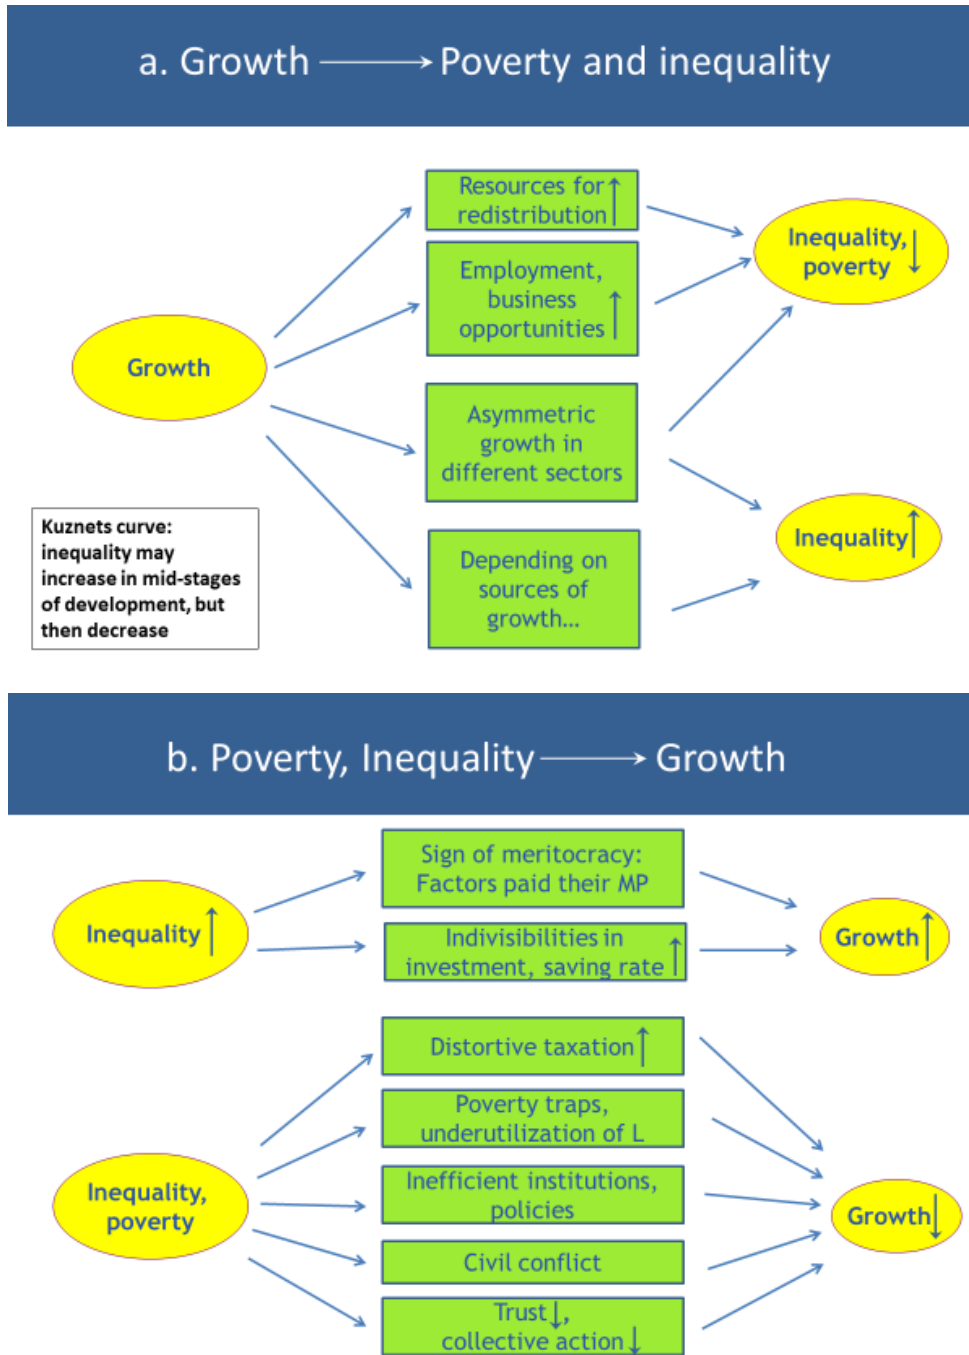 a. Growth ⟶ Poverty and inequality
Resources for ↑
redistribution
Inequality,
poverty ↓
Employment,
business
opportunities ↑
Growth
Asymmetric
growth in
different sectors
Kuznets curve:
inequality may
increase in mid-stages
of development, but
then decrease
Inequality ↑
Depending on
sources of
growth...
b. Poverty, Inequality ⟶ Growth
Sign of meritocracy:
Factors paid their MP
Inequality ↑
Growth ↑
Indivisibilities in
investment, saving rate ↑
Distortive taxation ↑
Poverty traps,
underutilization of L
Inequality,
poverty
Inefficient institutions,
policies
Growth ↓
Civil conflict
Trust ↓,
collective action ↓